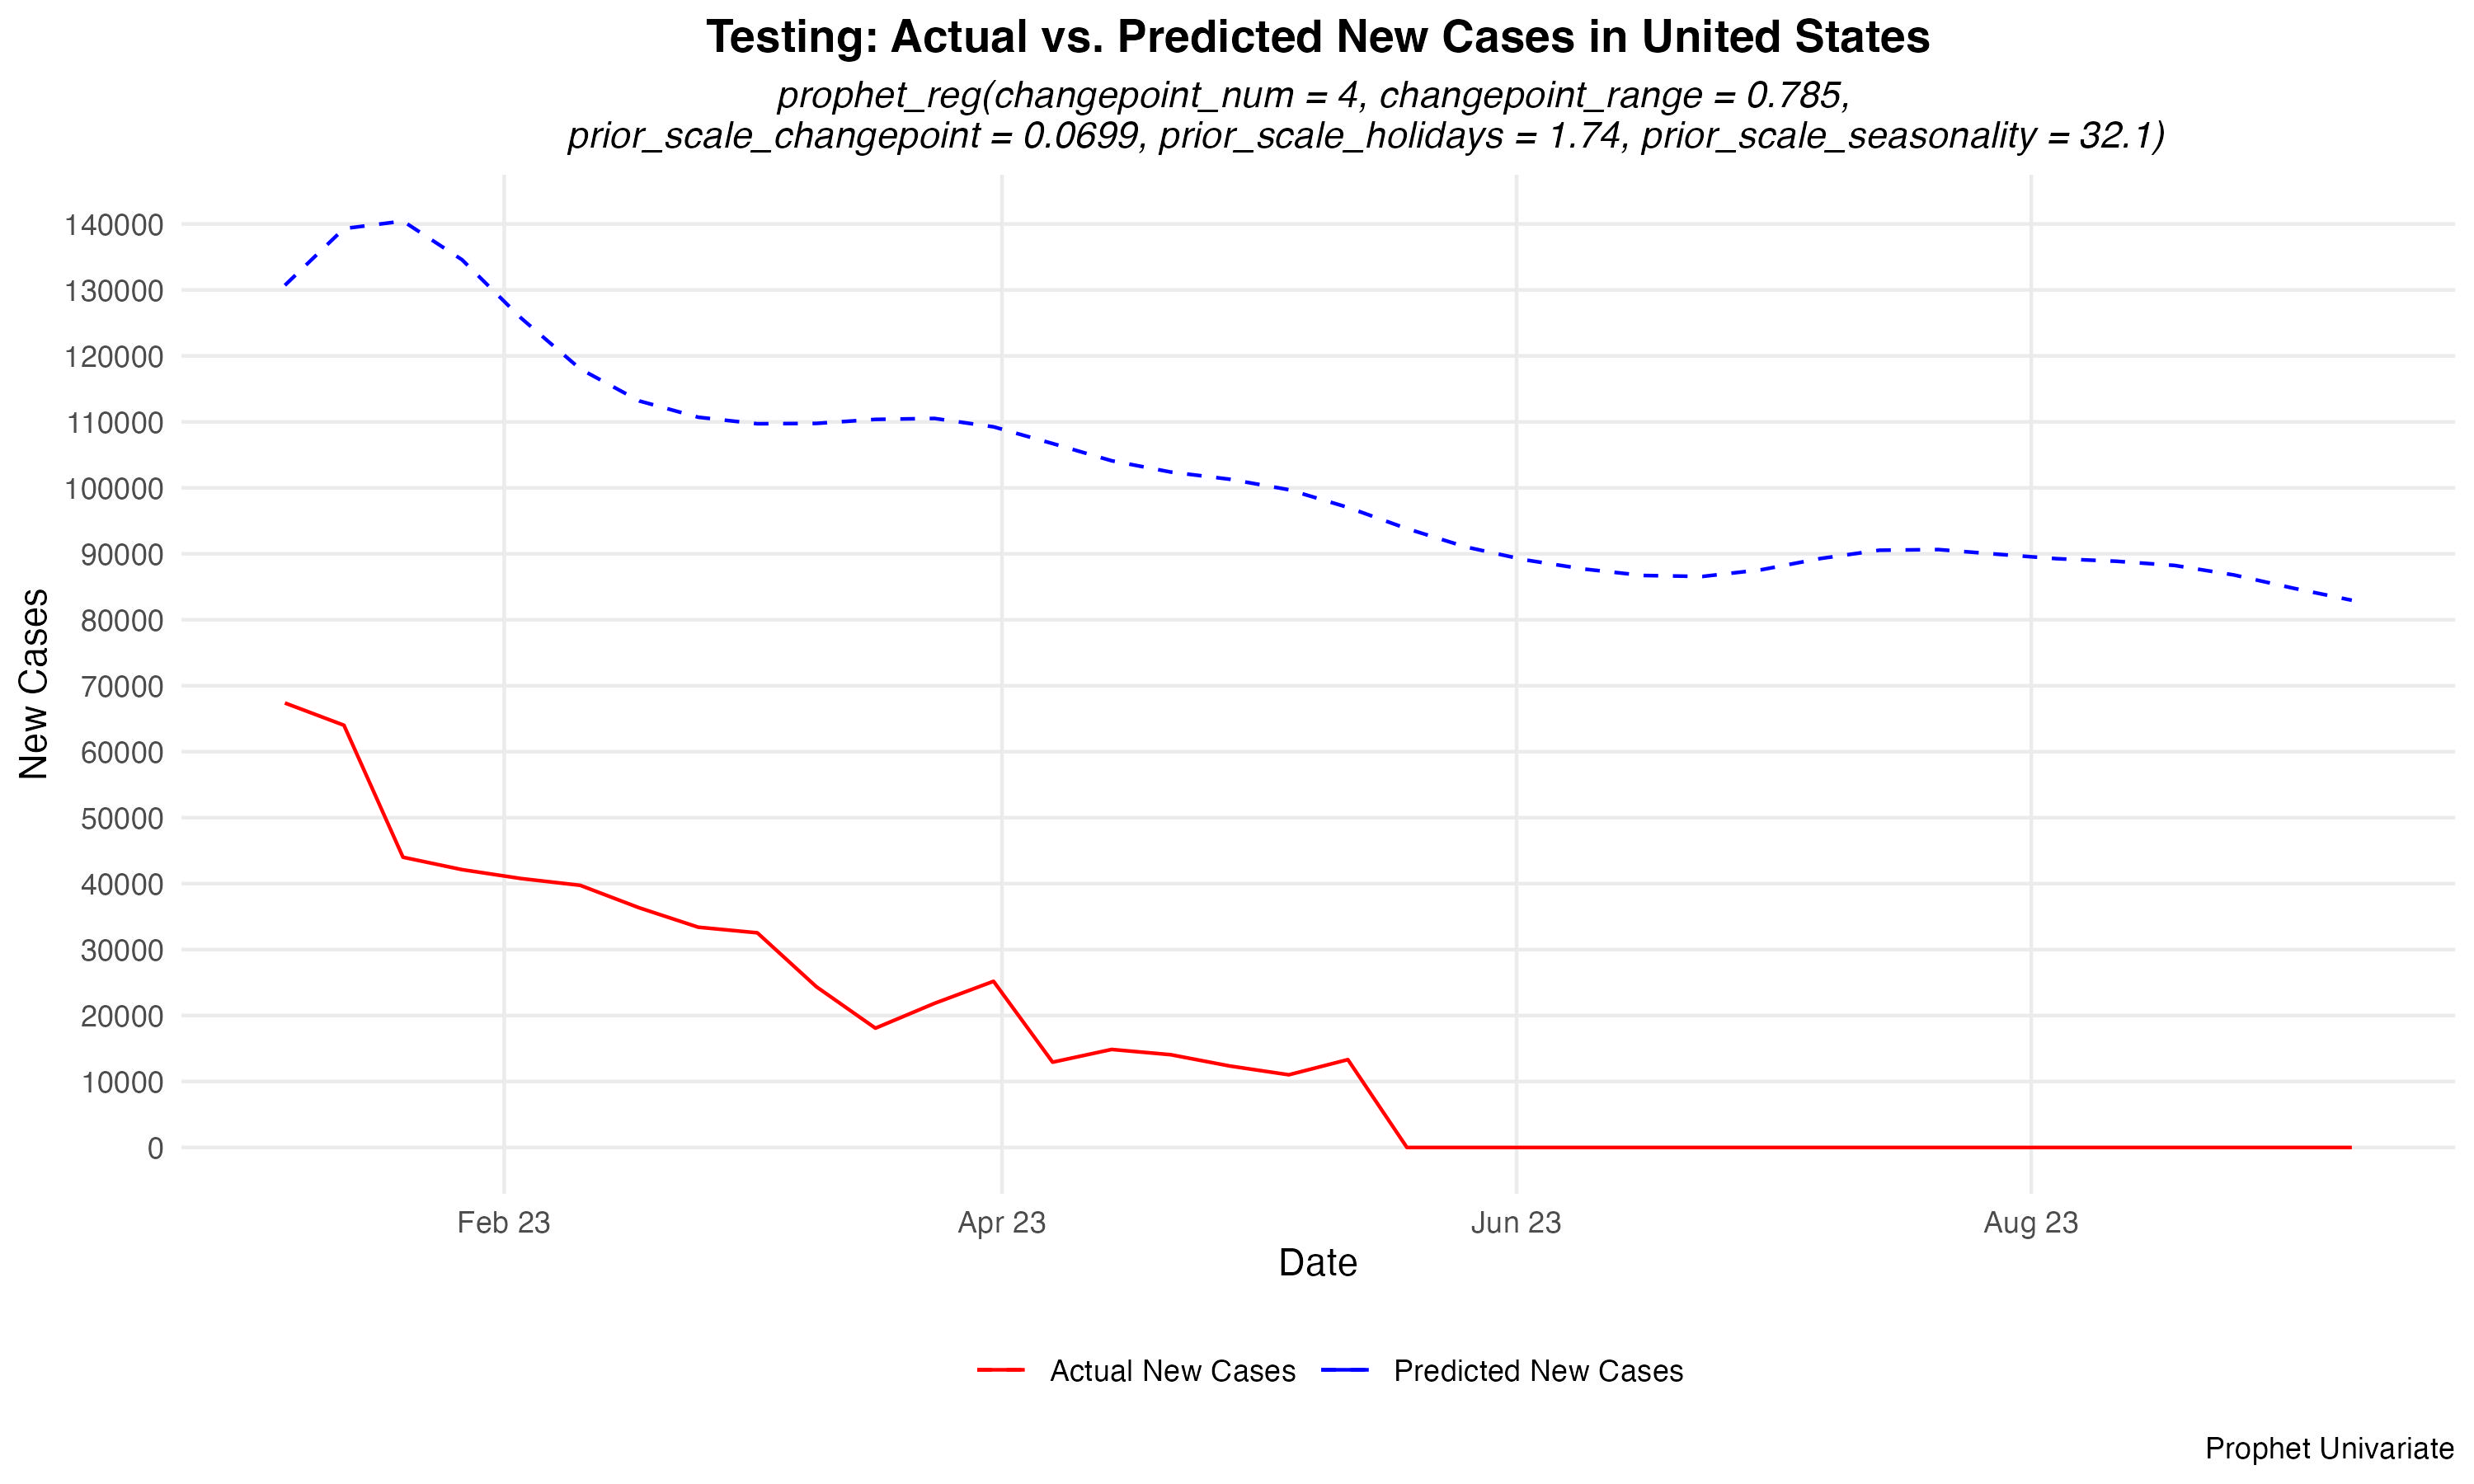 Testing: Actual vs. Predicted New Cases in United States
prophet_reg(changepoint_num = 4, changepoint_range = 0.785,
prior_scale_changepoint = 0.0699, prior_scale_holidays = 1.74, prior_scale_seasonality = 32.1)
140000
130000
120000
110000
100000
90000
80000
70000
60000
50000
40000
30000
20000
10000
0
New Cases
Feb 23 Apr 23 Jun 23 Aug 23
Date
Actual New Cases Predicted New Cases
Prophet Univariate